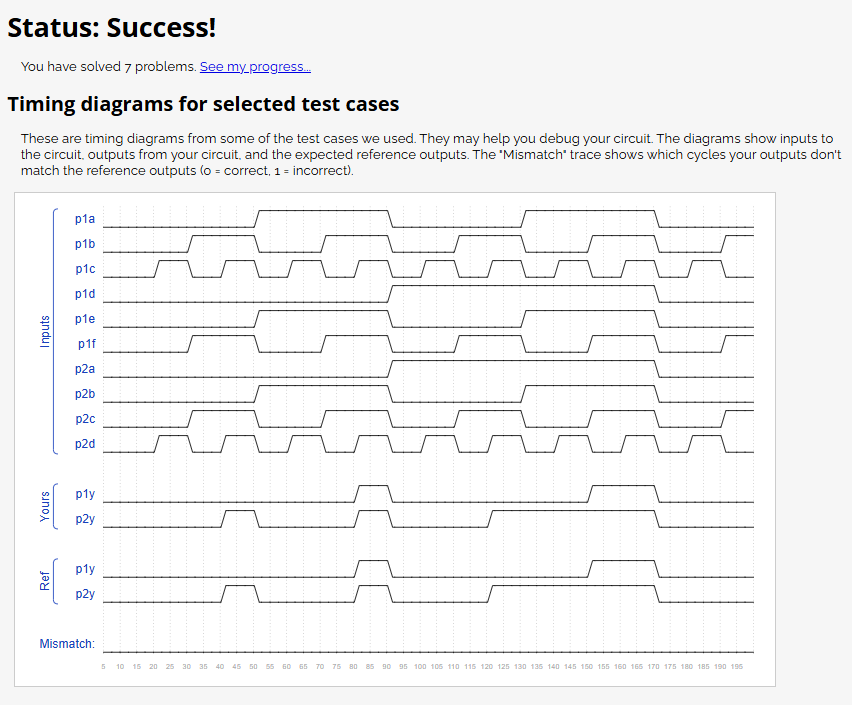 Status: Success!
You have solved 7 problems. See my progress...
Timing diagrams for selected test cases
These are timing diagrams from some of the test cases we used. They may help you debug your circuit. The diagrams show inputs to
the circuit, outputs from your circuit, and the expected reference outputs. The "Mismatch" trace shows which cycles your outputs don't
match the reference outputs (0 = correct, 1 = incorrect).
Inputs
p1a
p1b
p1c
p1d
p1e
p1f
p2a
p2b
p2c
p2d
Yours
p1y
p2y
Ref
p1y
p2y
Mismatch:
5 10 15 20 25 30 35 40 45 50 55 60 65 70 75 80 85 90 95 100 105 110 115 120 125 130 135 140 145 150 155 160 165 170 175 180 185 190 195